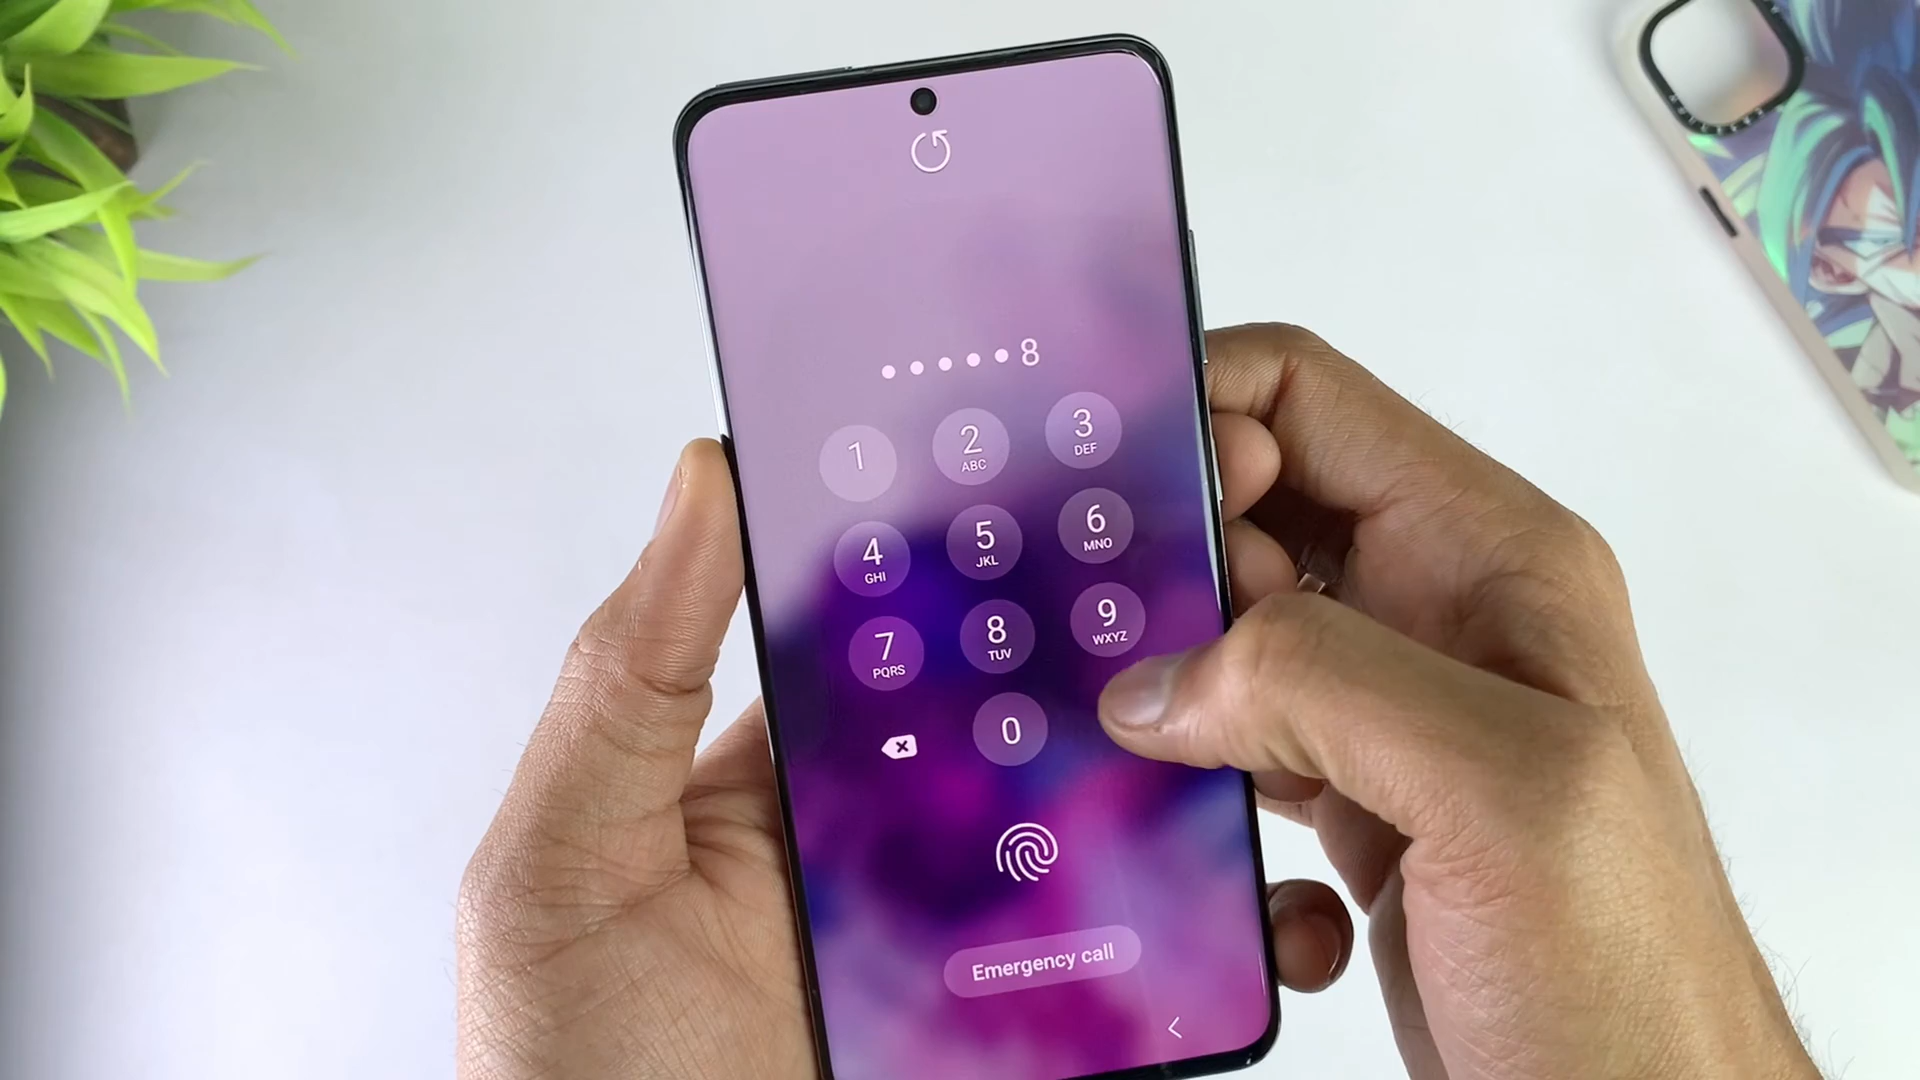 •••••8
1
2
ABC
3
DEF
4
GHI
5
JKL
6
MNO
7
PQRS
8
TUV
9
WXYZ
0
Emergency call